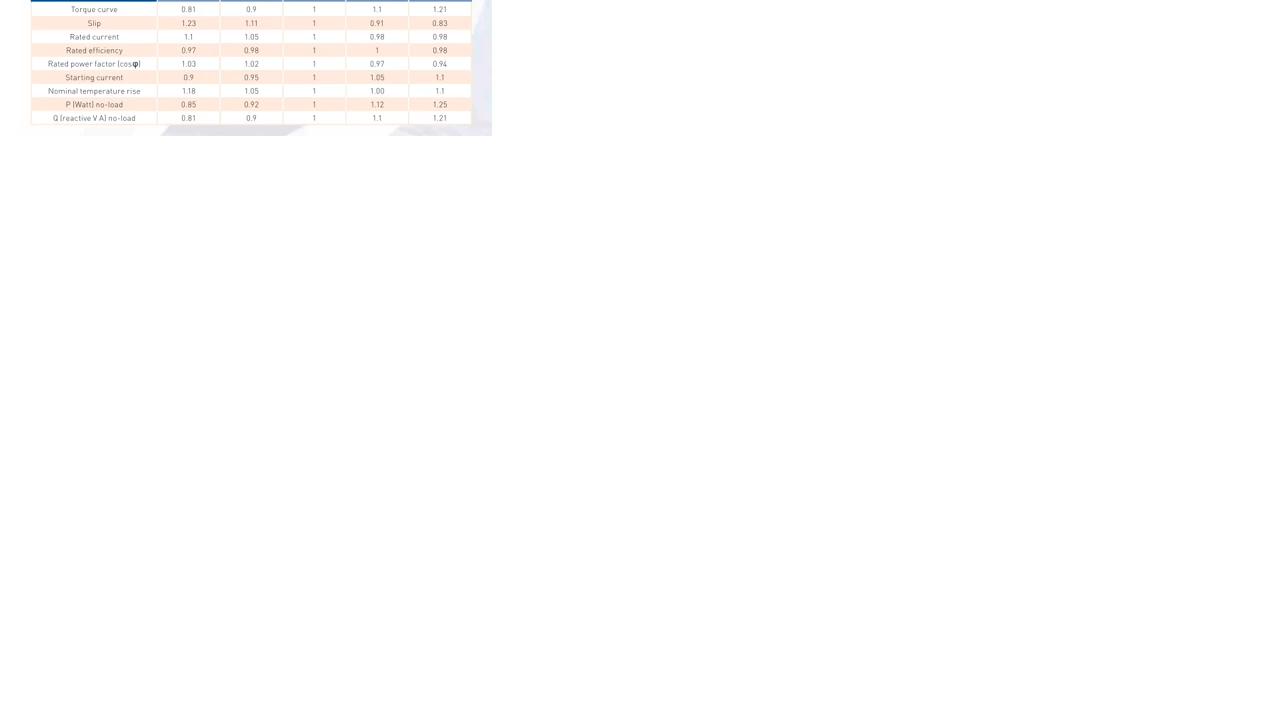 Torque curve 0.81 0.9 1 1.1 1.21
Slip 1.23 1.11 1 0.91 0.83
Rated current 1.1 1.05 1 0.98 0.98
Rated efficiency 0.97 0.98 1 1 0.98
Rated power factor (cosφ) 1.03 1.02 1 0.97 0.94
Starting current 0.9 0.95 1 1.05 1.1
Nominal temperature rise 1.18 1.05 1 1.00 1.1
P (Watt) no-load 0.85 0.92 1 1.12 1.25
Q (reactive V A) no-load 0.81 0.9 1 1.1 1.21